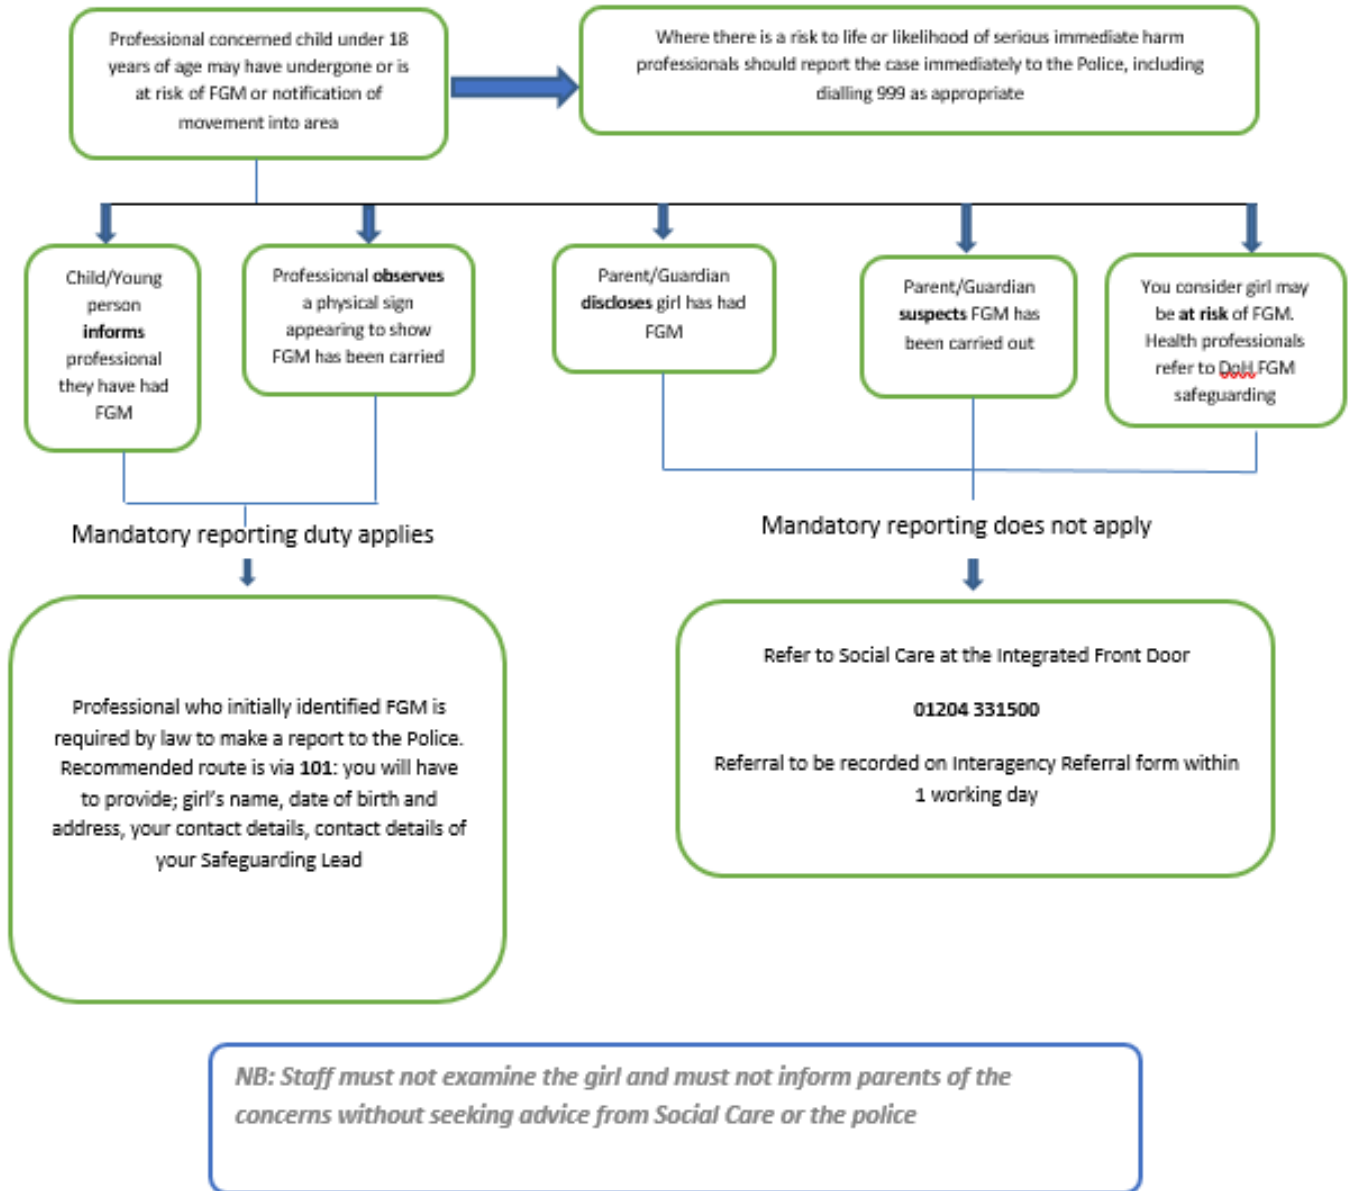 Professional concerned child under 18
years of age may have undergone or is
at risk of FGM or notification of
movement into area
Where there is a risk to life or likelihood of serious immediate harm
professionals should report the case immediately to the Police, including
dialling 999 as appropriate
Child/Young
person
informs
professional
they have had
FGM
Professional observes
a physical sign
appearing to show
FGM has been carried
Parent/Guardian
discloses girl has had
FGM
Parent/Guardian
suspects FGM has
been carried out
You consider girl may
be at risk of FGM.
Health professionals
refer to DoH FGM
safeguarding
Mandatory reporting duty applies
Mandatory reporting does not apply
Professional who initially identified FGM is
required by law to make a report to the Police.
Recommended route is via 101: you will have
to provide; girl's name, date of birth and
address, your contact details, contact details of
your Safeguarding Lead
Refer to Social Care at the Integrated Front Door
01204 331500
Referral to be recorded on Interagency Referral form within
1 working day
NB: Staff must not examine the girl and must not inform parents of the
concerns without seeking advice from Social Care or the police